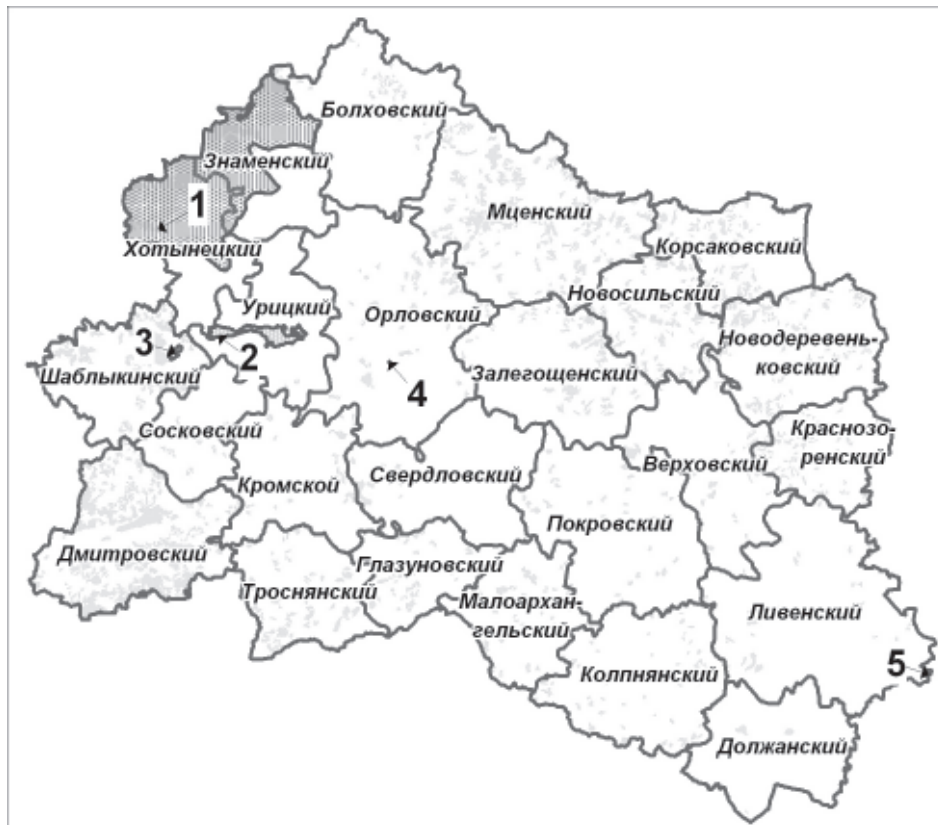 Болховский
Знаменский
1
Мценский
Хотынецкий
Корсаковский
Новосильский
Урицкий
Орловский
Новодеревень-
ковский
3
2
Шаблыкинский
4
Залегощенский
Сосковский
Краснозо-
ренский
Верховский
Свердловский
Кромской
Покровский
Дмитровский
Глазуновский
Троснянский
Малоархан-
гельский
Ливенский
5
Колпнянский
Должанский